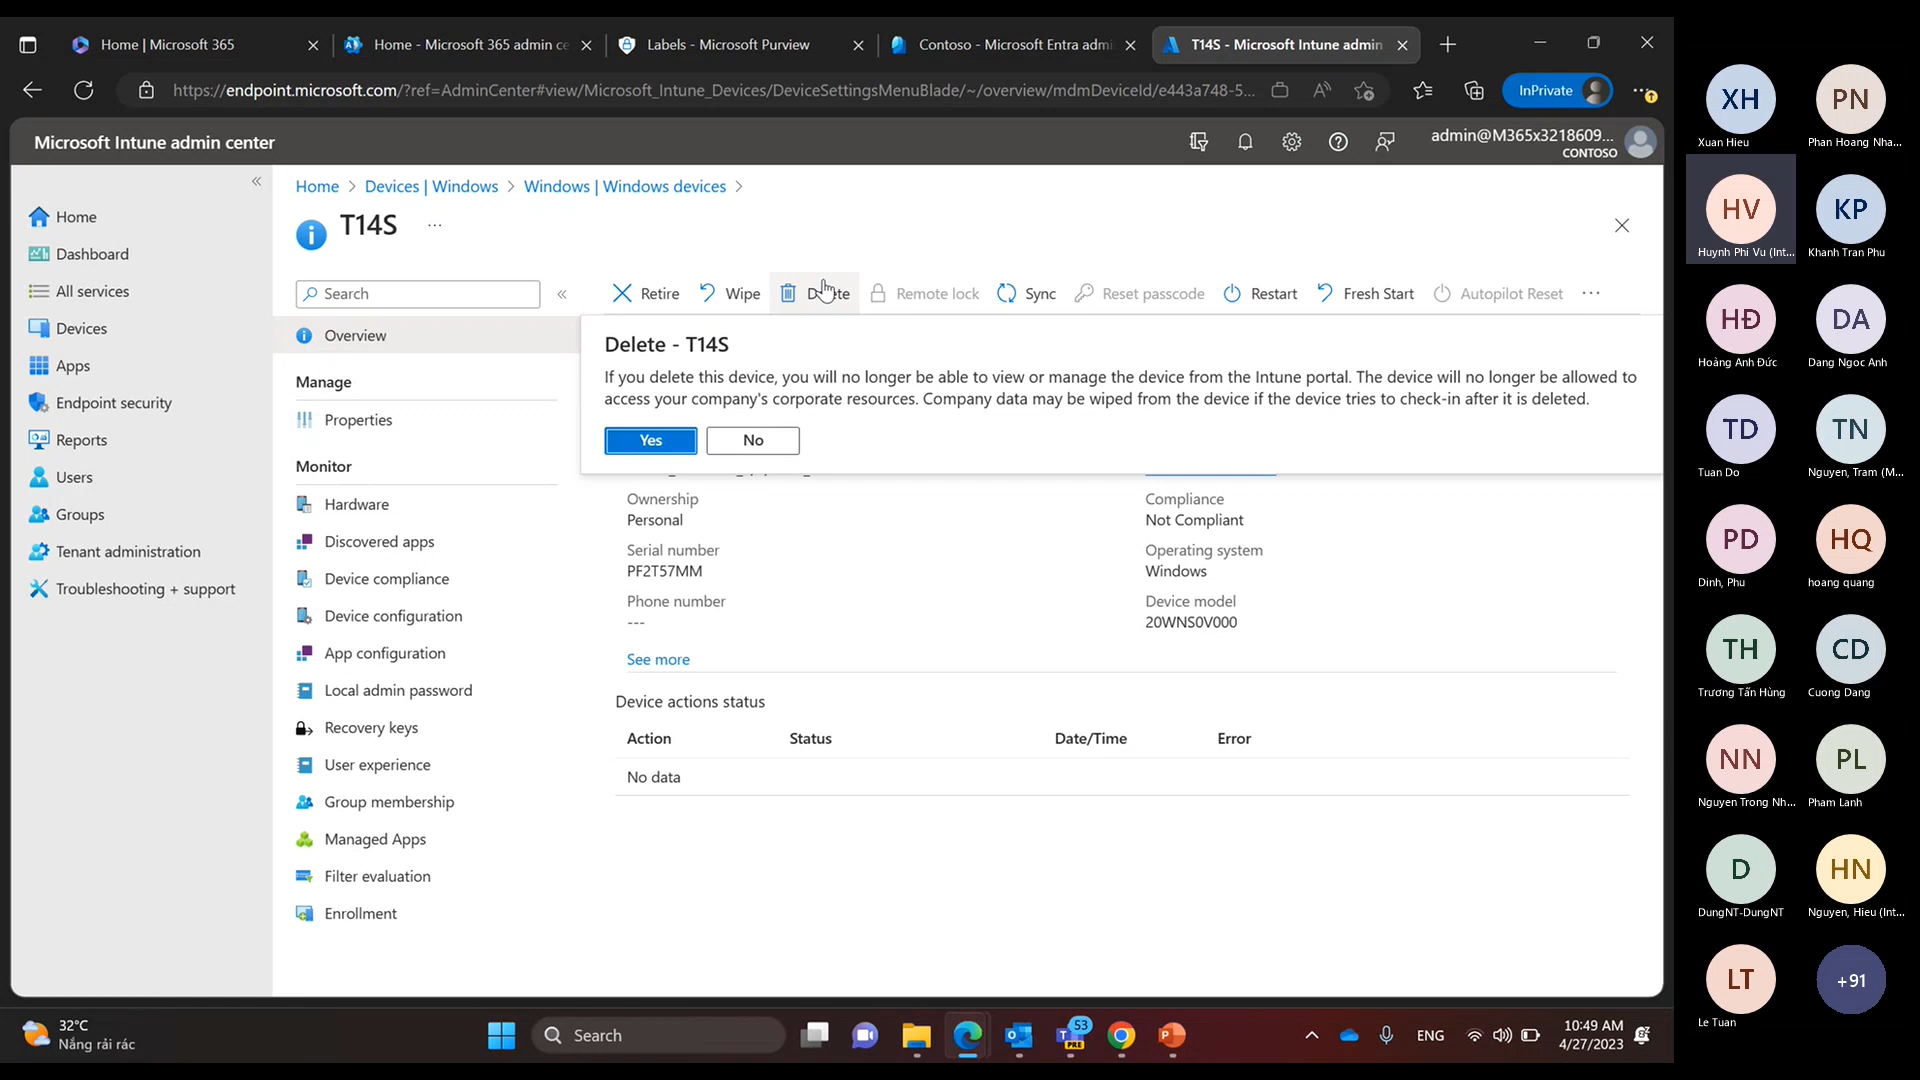 Home | Microsoft 365
Home - Microsoft 365 admin ce
Labels - Microsoft Purview
Contoso - Microsoft Entra admi
T14S - Microsoft Intune admin
https://endpoint.microsoft.com/?ref=AdminCenter#view/Microsoft_Intune_Devices/DeviceSettingsMenuBlade/~/overview/mdmDeviceId/e443a748-5...
InPrivate
Microsoft Intune admin center
admin@M365x3218609...
CONTOSO
Home
Dashboard
All services
Devices
Apps
Endpoint security
Reports
Users
Groups
Tenant administration
Troubleshooting + support
Home > Devices | Windows > Windows | Windows devices >
T14S ...
Search
Overview
Manage
Properties
Monitor
Hardware
Discovered apps
Device compliance
Device configuration
App configuration
Local admin password
Recovery keys
User experience
Group membership
Managed Apps
Filter evaluation
Enrollment
Retire
Wipe
Delete
Remote lock
Sync
Reset passcode
Restart
Fresh Start
Autopilot Reset
...
Delete - T14S
If you delete this device, you will no longer be able to view or manage the device from the Intune portal. The device will no longer be allowed to
access your company's corporate resources. Company data may be wiped from the device if the device tries to check-in after it is deleted.
Yes
No
Ownership
Personal
Serial number
PF2T57MM
Phone number
---
Compliance
Not Compliant
Operating system
Windows
Device model
20WNS0V000
See more
Device actions status
Action Status Date/Time Error
No data
32°C
Nắng rải rác
Search
53
PRE
ENG
10:49 AM
4/27/2023
XH
Xuan Hieu
PN
Phan Hoang Nha...
HV
Huynh Phi Vu (Int...
KP
Khanh Tran Phu
HĐ
Hoàng Anh Đức
DA
Dang Ngoc Anh
TD
Tuan Do
TN
Nguyen, Tram (M...
PD
Dinh, Phu
HQ
hoang quang
TH
Trương Tấn Hùng
CD
Cuong Dang
NN
Nguyen Trong Nh...
PL
Pham Lanh
D
DungNT-DungNT
HN
Nguyen, Hieu (Int...
LT
Le Tuan
+91